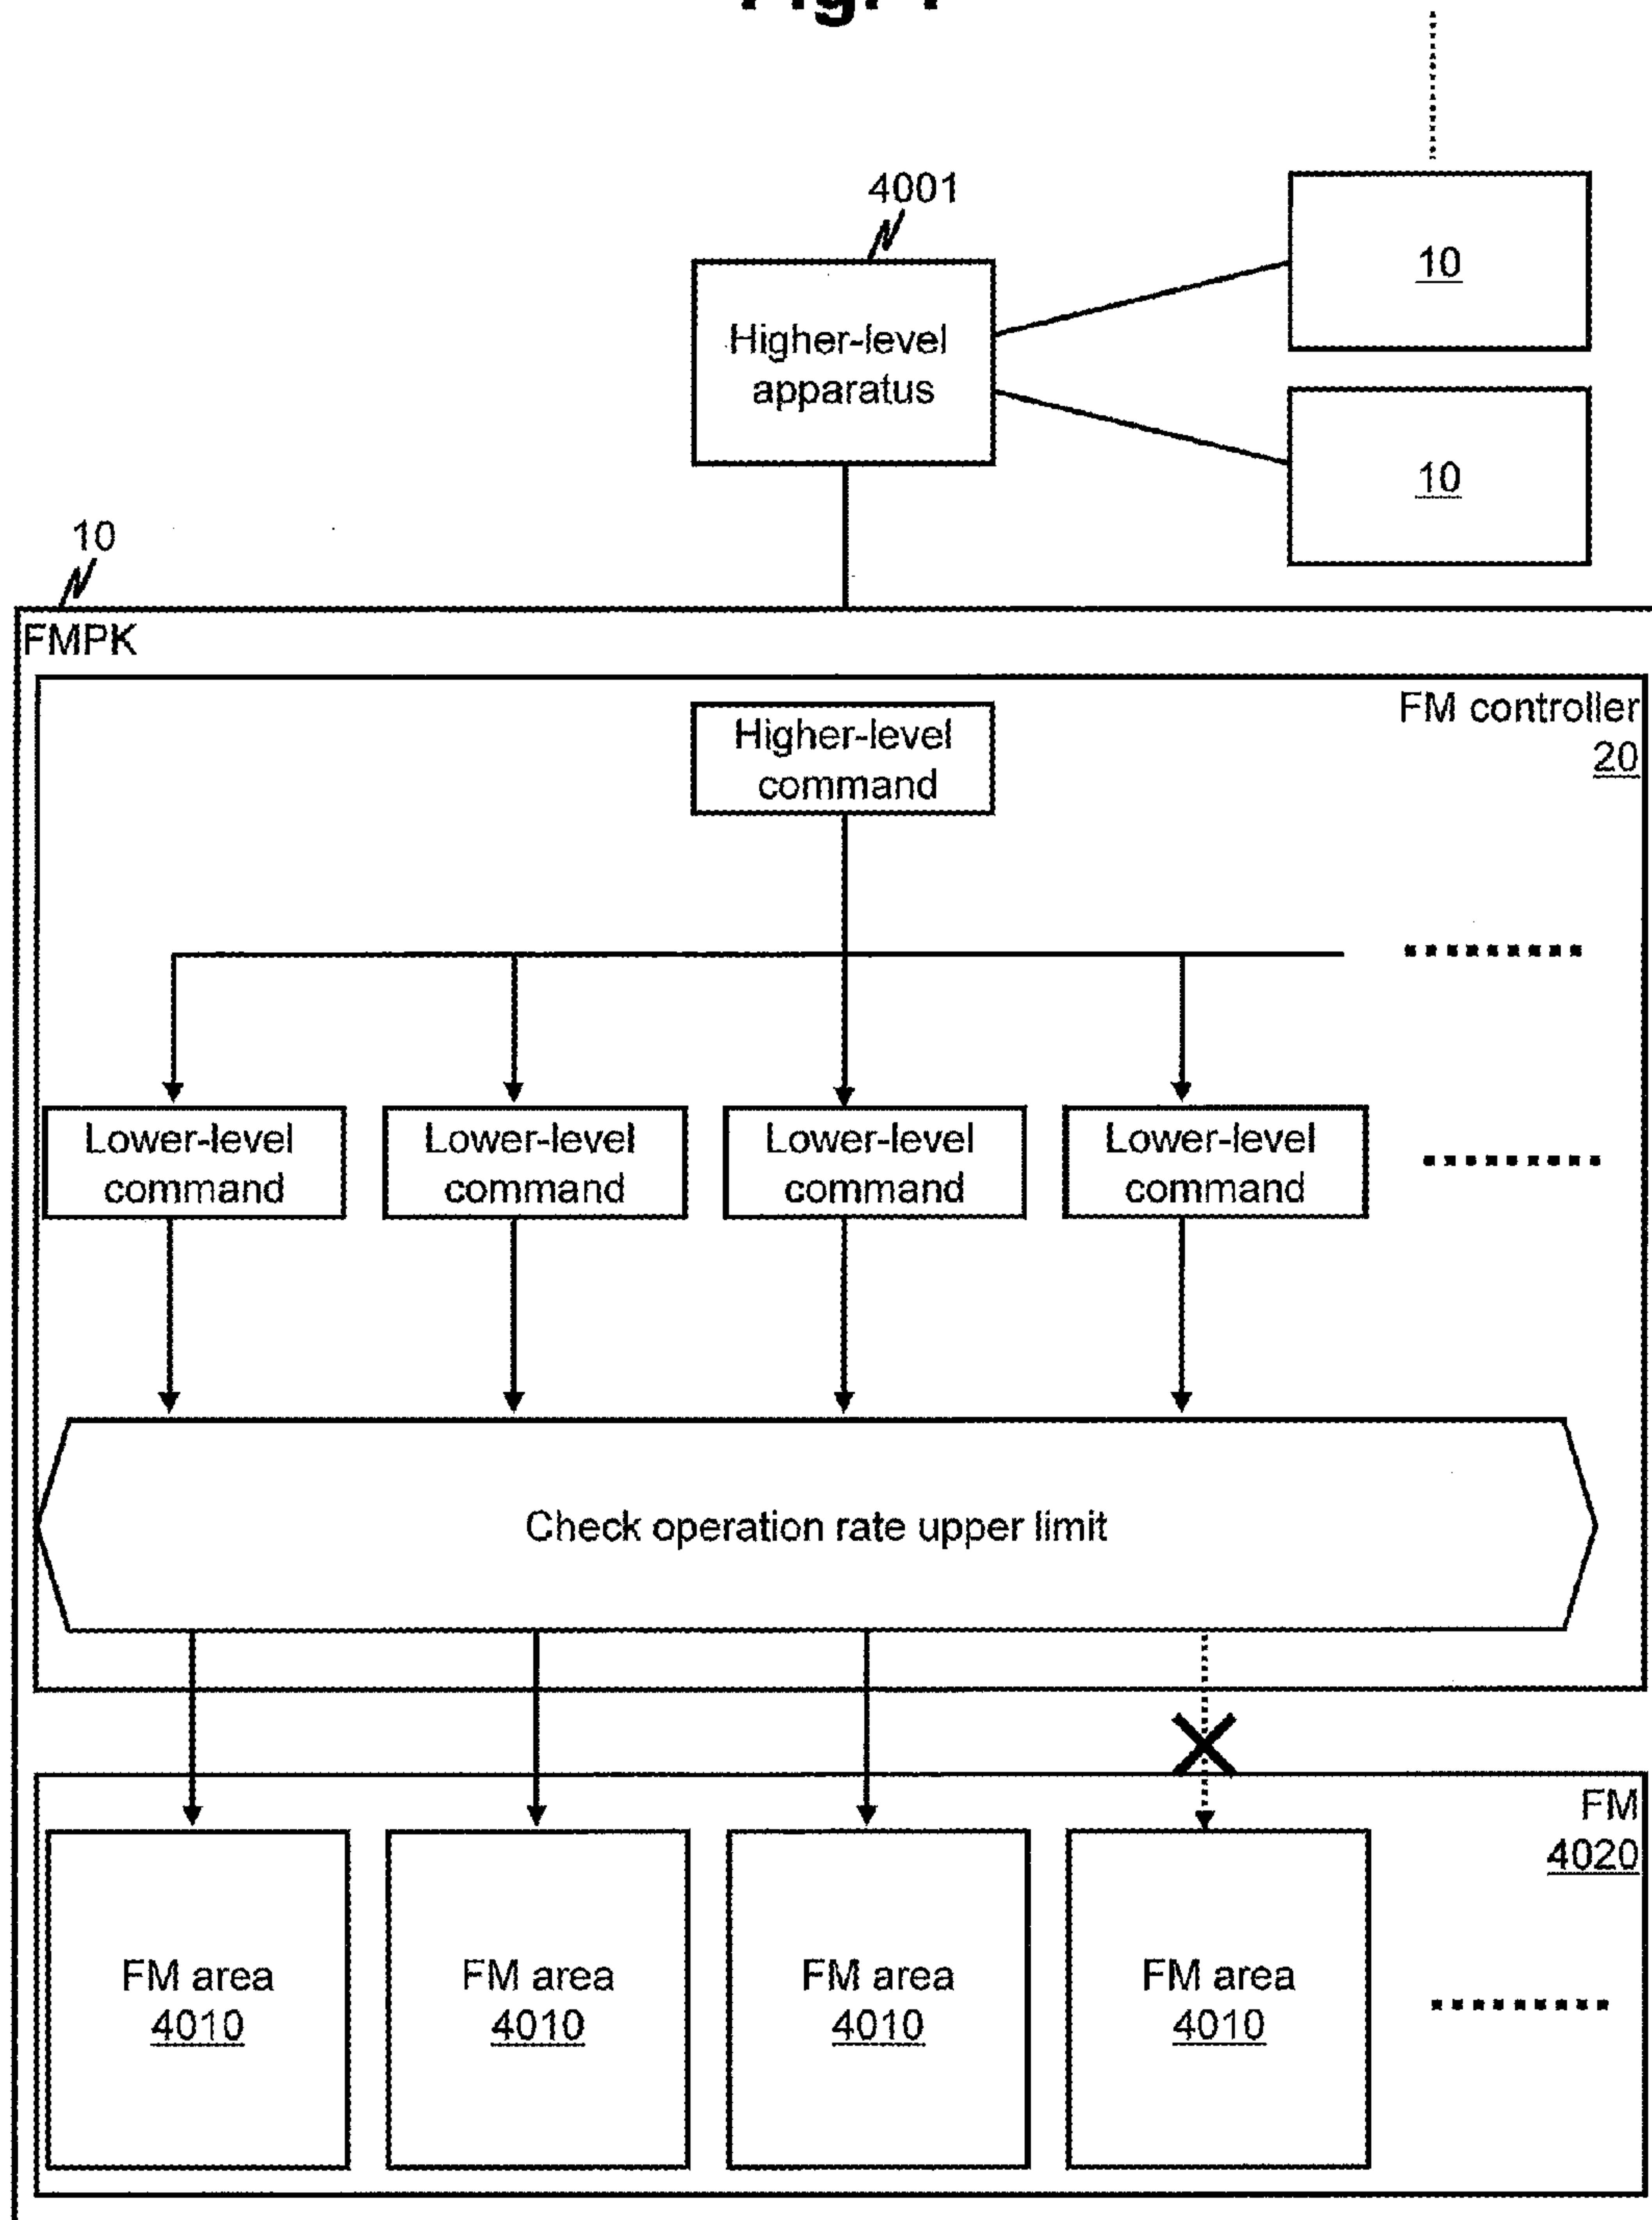 4001
10
Higher-level
apparatus
10
10
FMPK
FM controller
20
Higher-level
command
Lower-level
command
Lower-level
command
Lower-level
command
Lower-level
command
Check operation rate upper limit
FM
4020
FM area
4010
FM area
4010
FM area
4010
FM area
4010